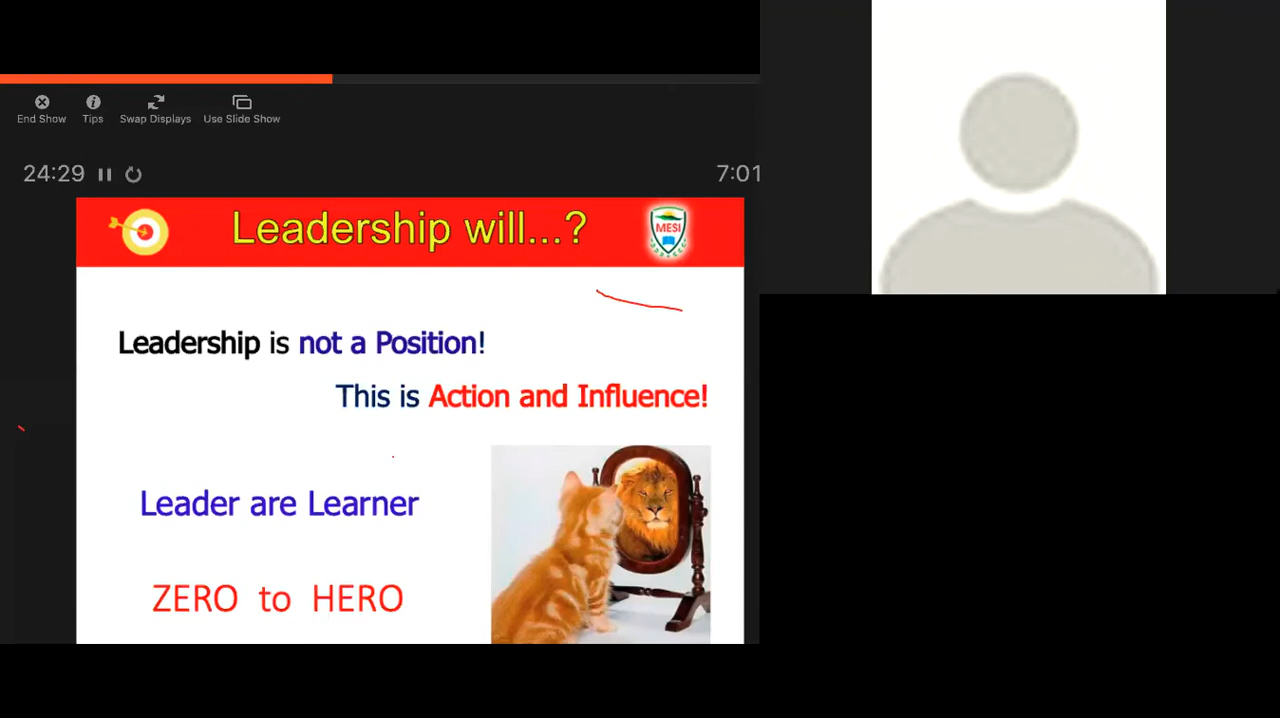 End Show Tips Swap Displays Use Slide Show
24:29 7:01
Leadership will...?
MESI
Leadership is not a Position!
This is Action and Influence!
Leader are Learner
ZERO to HERO